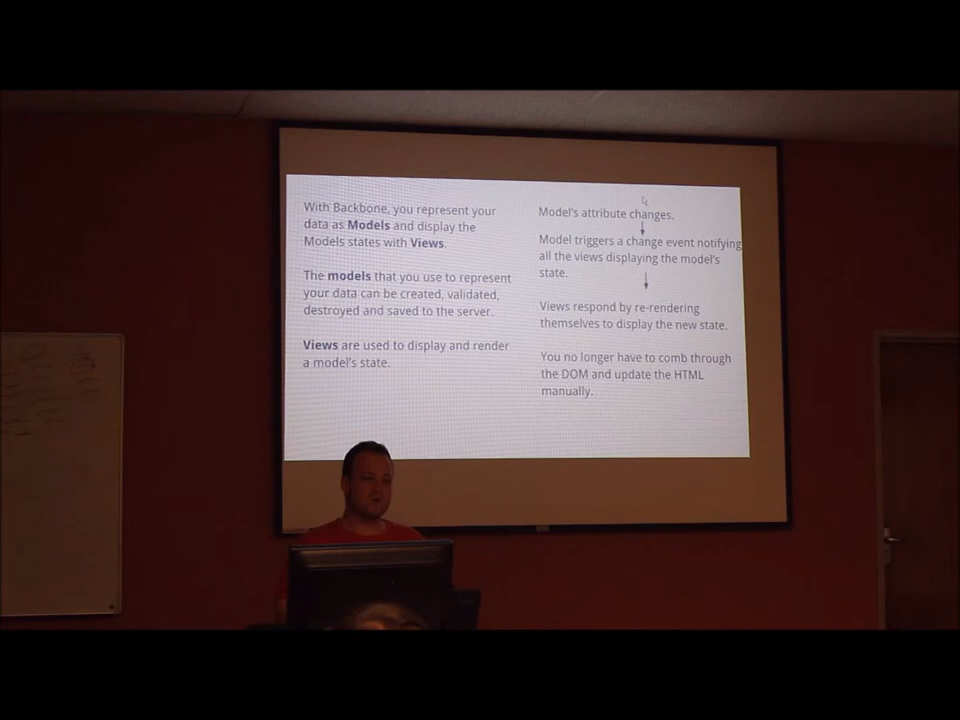 With Backbone, you represent your
data as Models and display the
Models states with Views.
The models that you use to represent
your data can be created, validated,
destroyed and saved to the server.
Views are used to display and render
a model's state.
Model's attribute changes.
Model triggers a change event notifying
all the views displaying the model's
state.
Views respond by re-rendering
themselves to display the new state.
You no longer have to comb through
the DOM and update the HTML
manually.